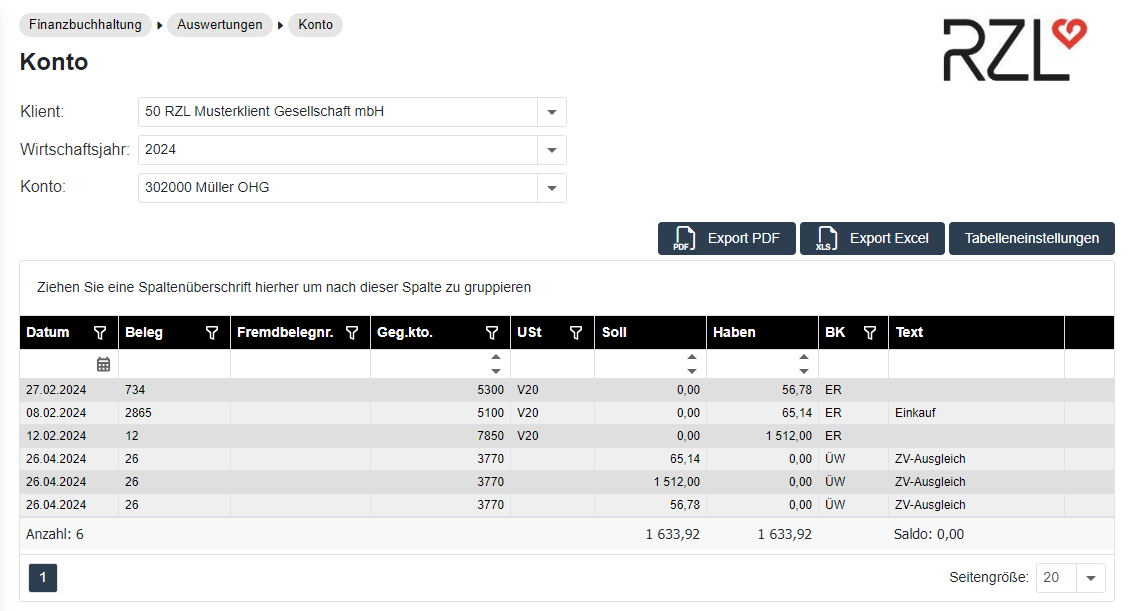 Finanzbuchhaltung Auswertungen Konto
RZL
Konto
Klient: 50 RZL Musterklient Gesellschaft mbH
Wirtschaftsjahr: 2024
Konto: 302000 Müller OHG
PDF Export PDF XLS Export Excel Tabelleneinstellungen
Ziehen Sie eine Spaltenüberschrift hierher um nach dieser Spalte zu gruppieren
Datum Beleg Fremdbelegnr. Geg.kto. USt Soll Haben BK Text
27.02.2024 734 5300 V20 0,00 56,78 ER
08.02.2024 2865 5100 V20 0,00 65,14 ER Einkauf
12.02.2024 12 7850 V20 0,00 1 512,00 ER
26.04.2024 26 3770 65,14 0,00 ÜW ZV-Ausgleich
26.04.2024 26 3770 1 512,00 0,00 ÜW ZV-Ausgleich
26.04.2024 26 3770 56,78 0,00 ÜW ZV-Ausgleich
Anzahl: 6 1 633,92 1 633,92 Saldo: 0,00
1 Seitengröße: 20